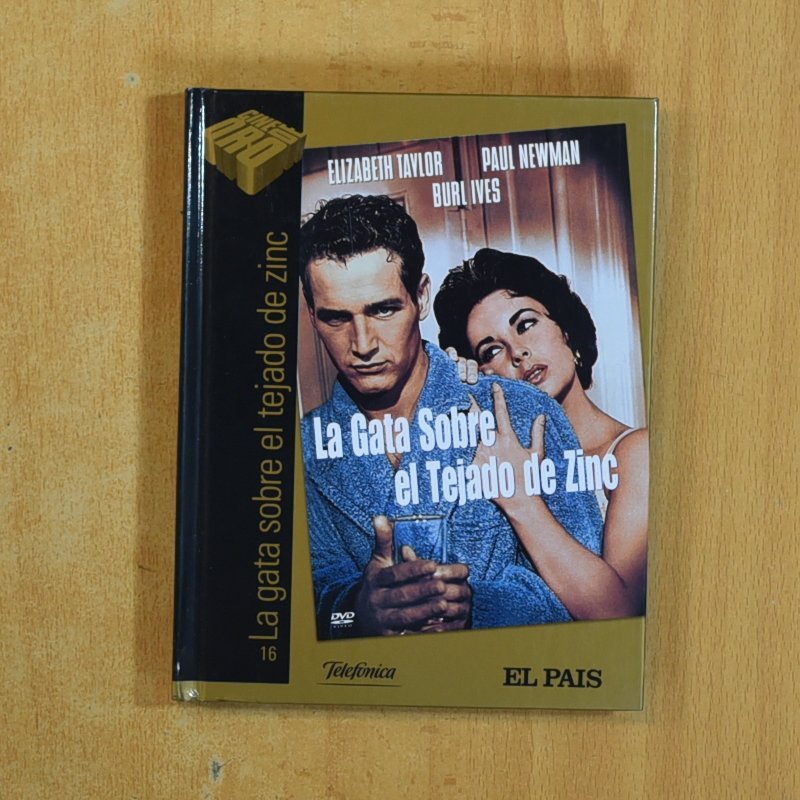 CINE DE
ORO
16 La gata sobre el tejado de zinc
ELIZABETH TAYLOR PAUL NEWMAN
BURL IVES
La Gata Sobre
el Tejado de Zinc
DVD
VIDEO
Telefónica
EL PAIS